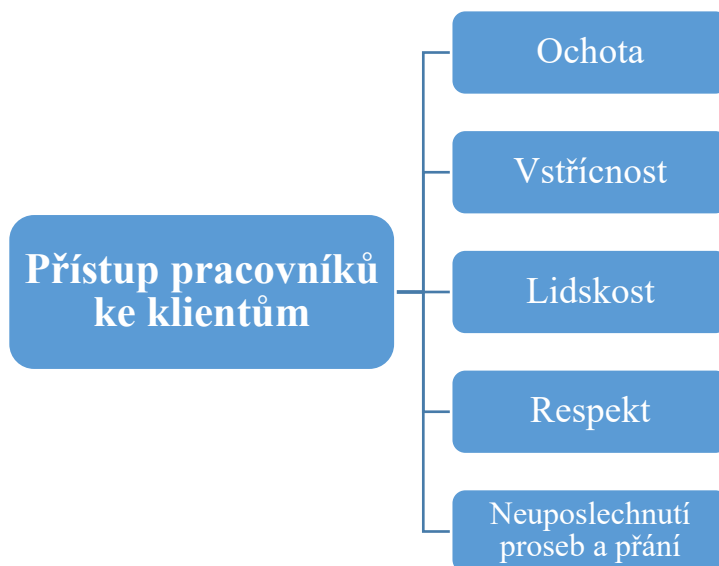 Ochota
Vstřícnost
Přístup pracovníků
ke klientům
Lidskost
Respekt
Neuposlechnutí
proseb a přání